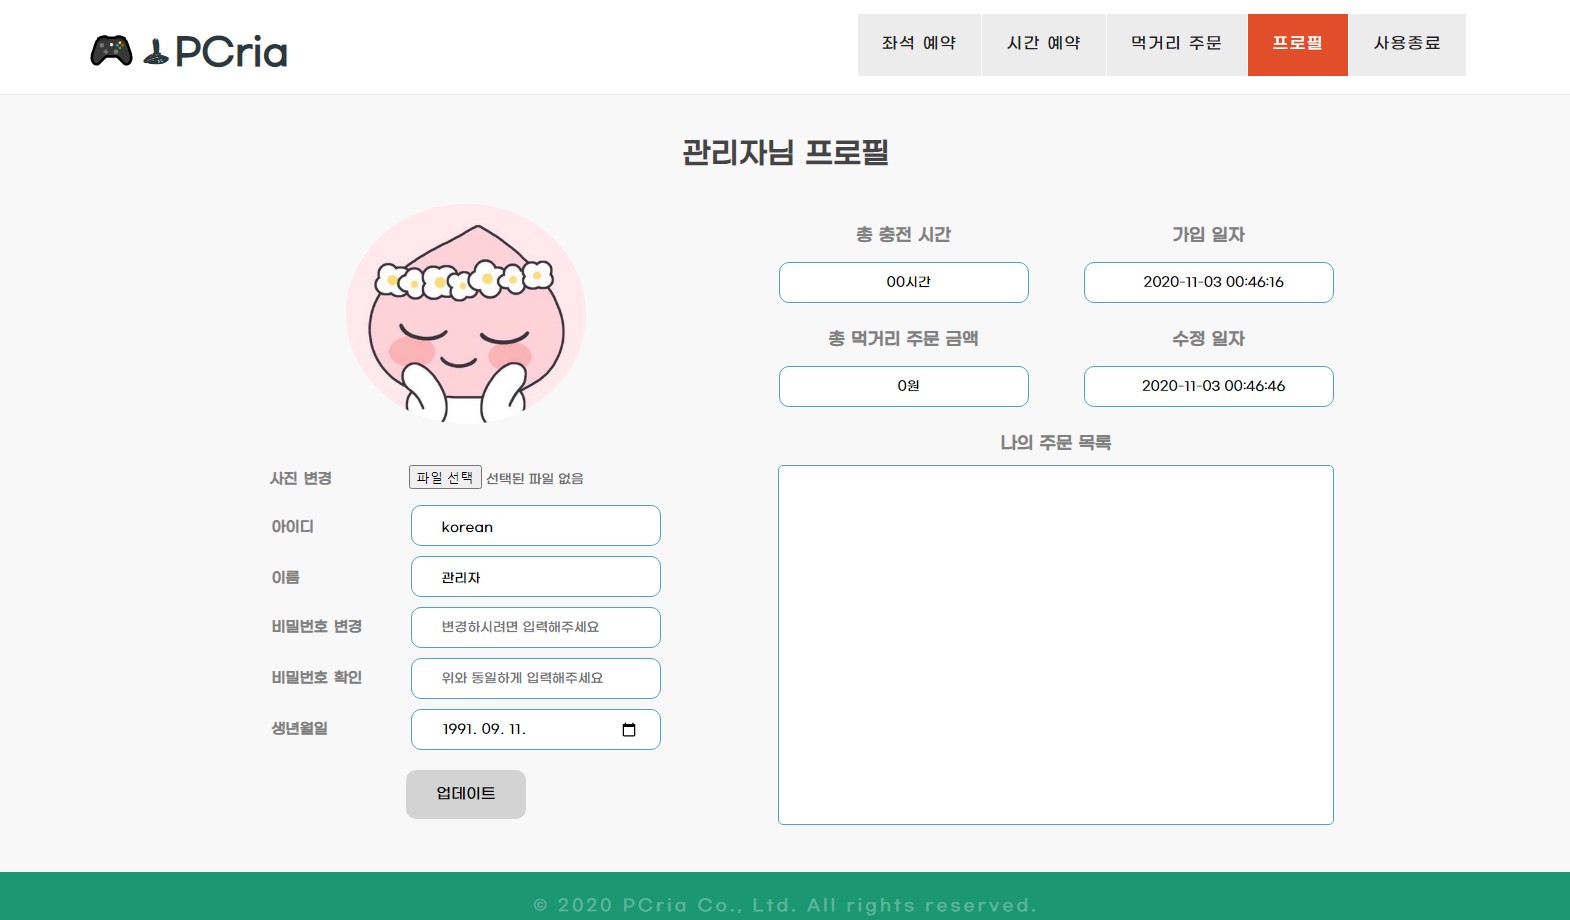 PCria
좌석 예약
시간 예약
먹거리 주문
프로필
사용종료
관리자님 프로필
총 충전 시간
가입 일자
00시간
2020-11-03 00:46:16
총 먹거리 주문 금액
수정 일자
0원
2020-11-03 00:46:46
나의 주문 목록
사진 변경
파일 선택 선택된 파일 없음
아이디
korean
이름
관리자
비밀번호 변경
변경하시려면 입력해주세요
비밀번호 확인
위와 동일하게 입력해주세요
생년월일
1991. 09. 11.
업데이트
© 2020 PCria Co., Ltd. All rights reserved.